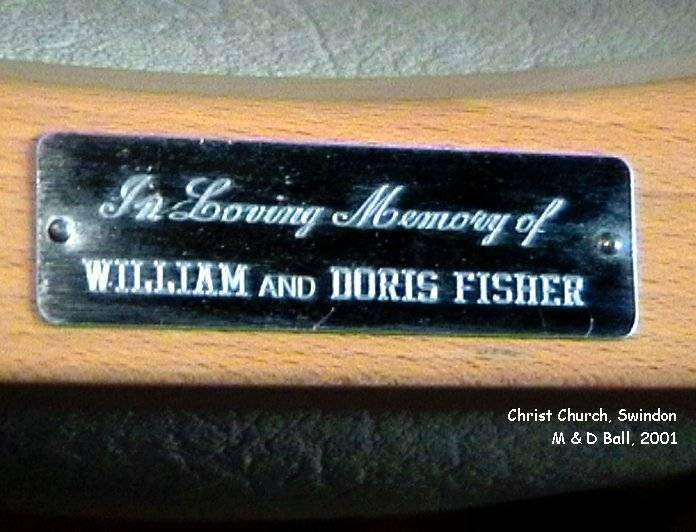 In Loving Memory of
WILLIAM AND DORIS FISHER
Christ Church, Swindon
M & D Ball, 2001